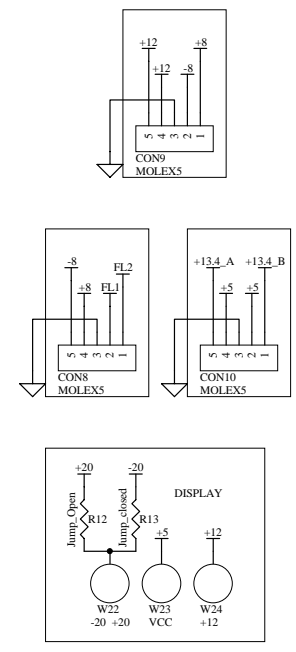 +12 +8
+12 -8
5 4 3 2 1
CON9
MOLEX5
-8 FL2
+8 FL1
5 4 3 2 1
CON8
MOLEX5
+13.4_A +13.4_B
+5 +5
5 4 3 2 1
CON10
MOLEX5
+20 -20
DISPLAY
Jump_Open R12 Jump_closed R13
+5 +12
W22 W23 W24
-20 +20 VCC +12